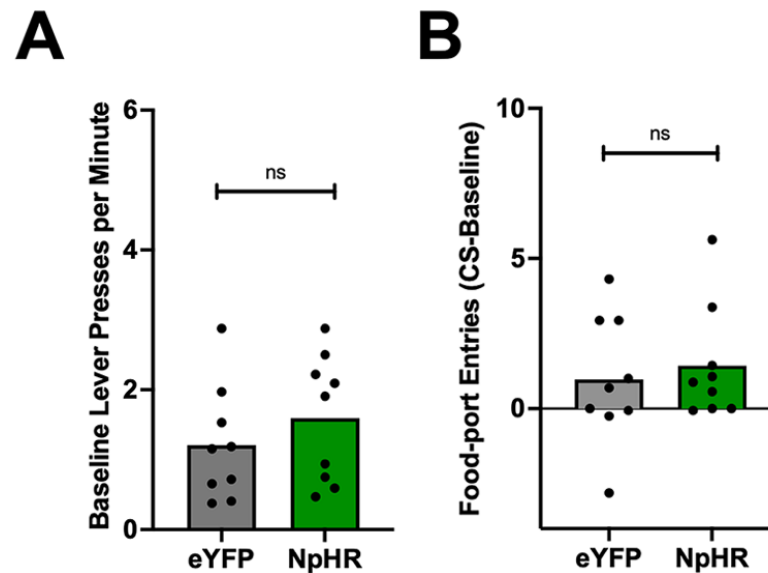 A
B
Baseline Lever Presses per Minute
6
4
2
0
ns
eYFP
NpHR
Food-port Entries (CS-Baseline)
10
5
0
ns
eYFP
NpHR